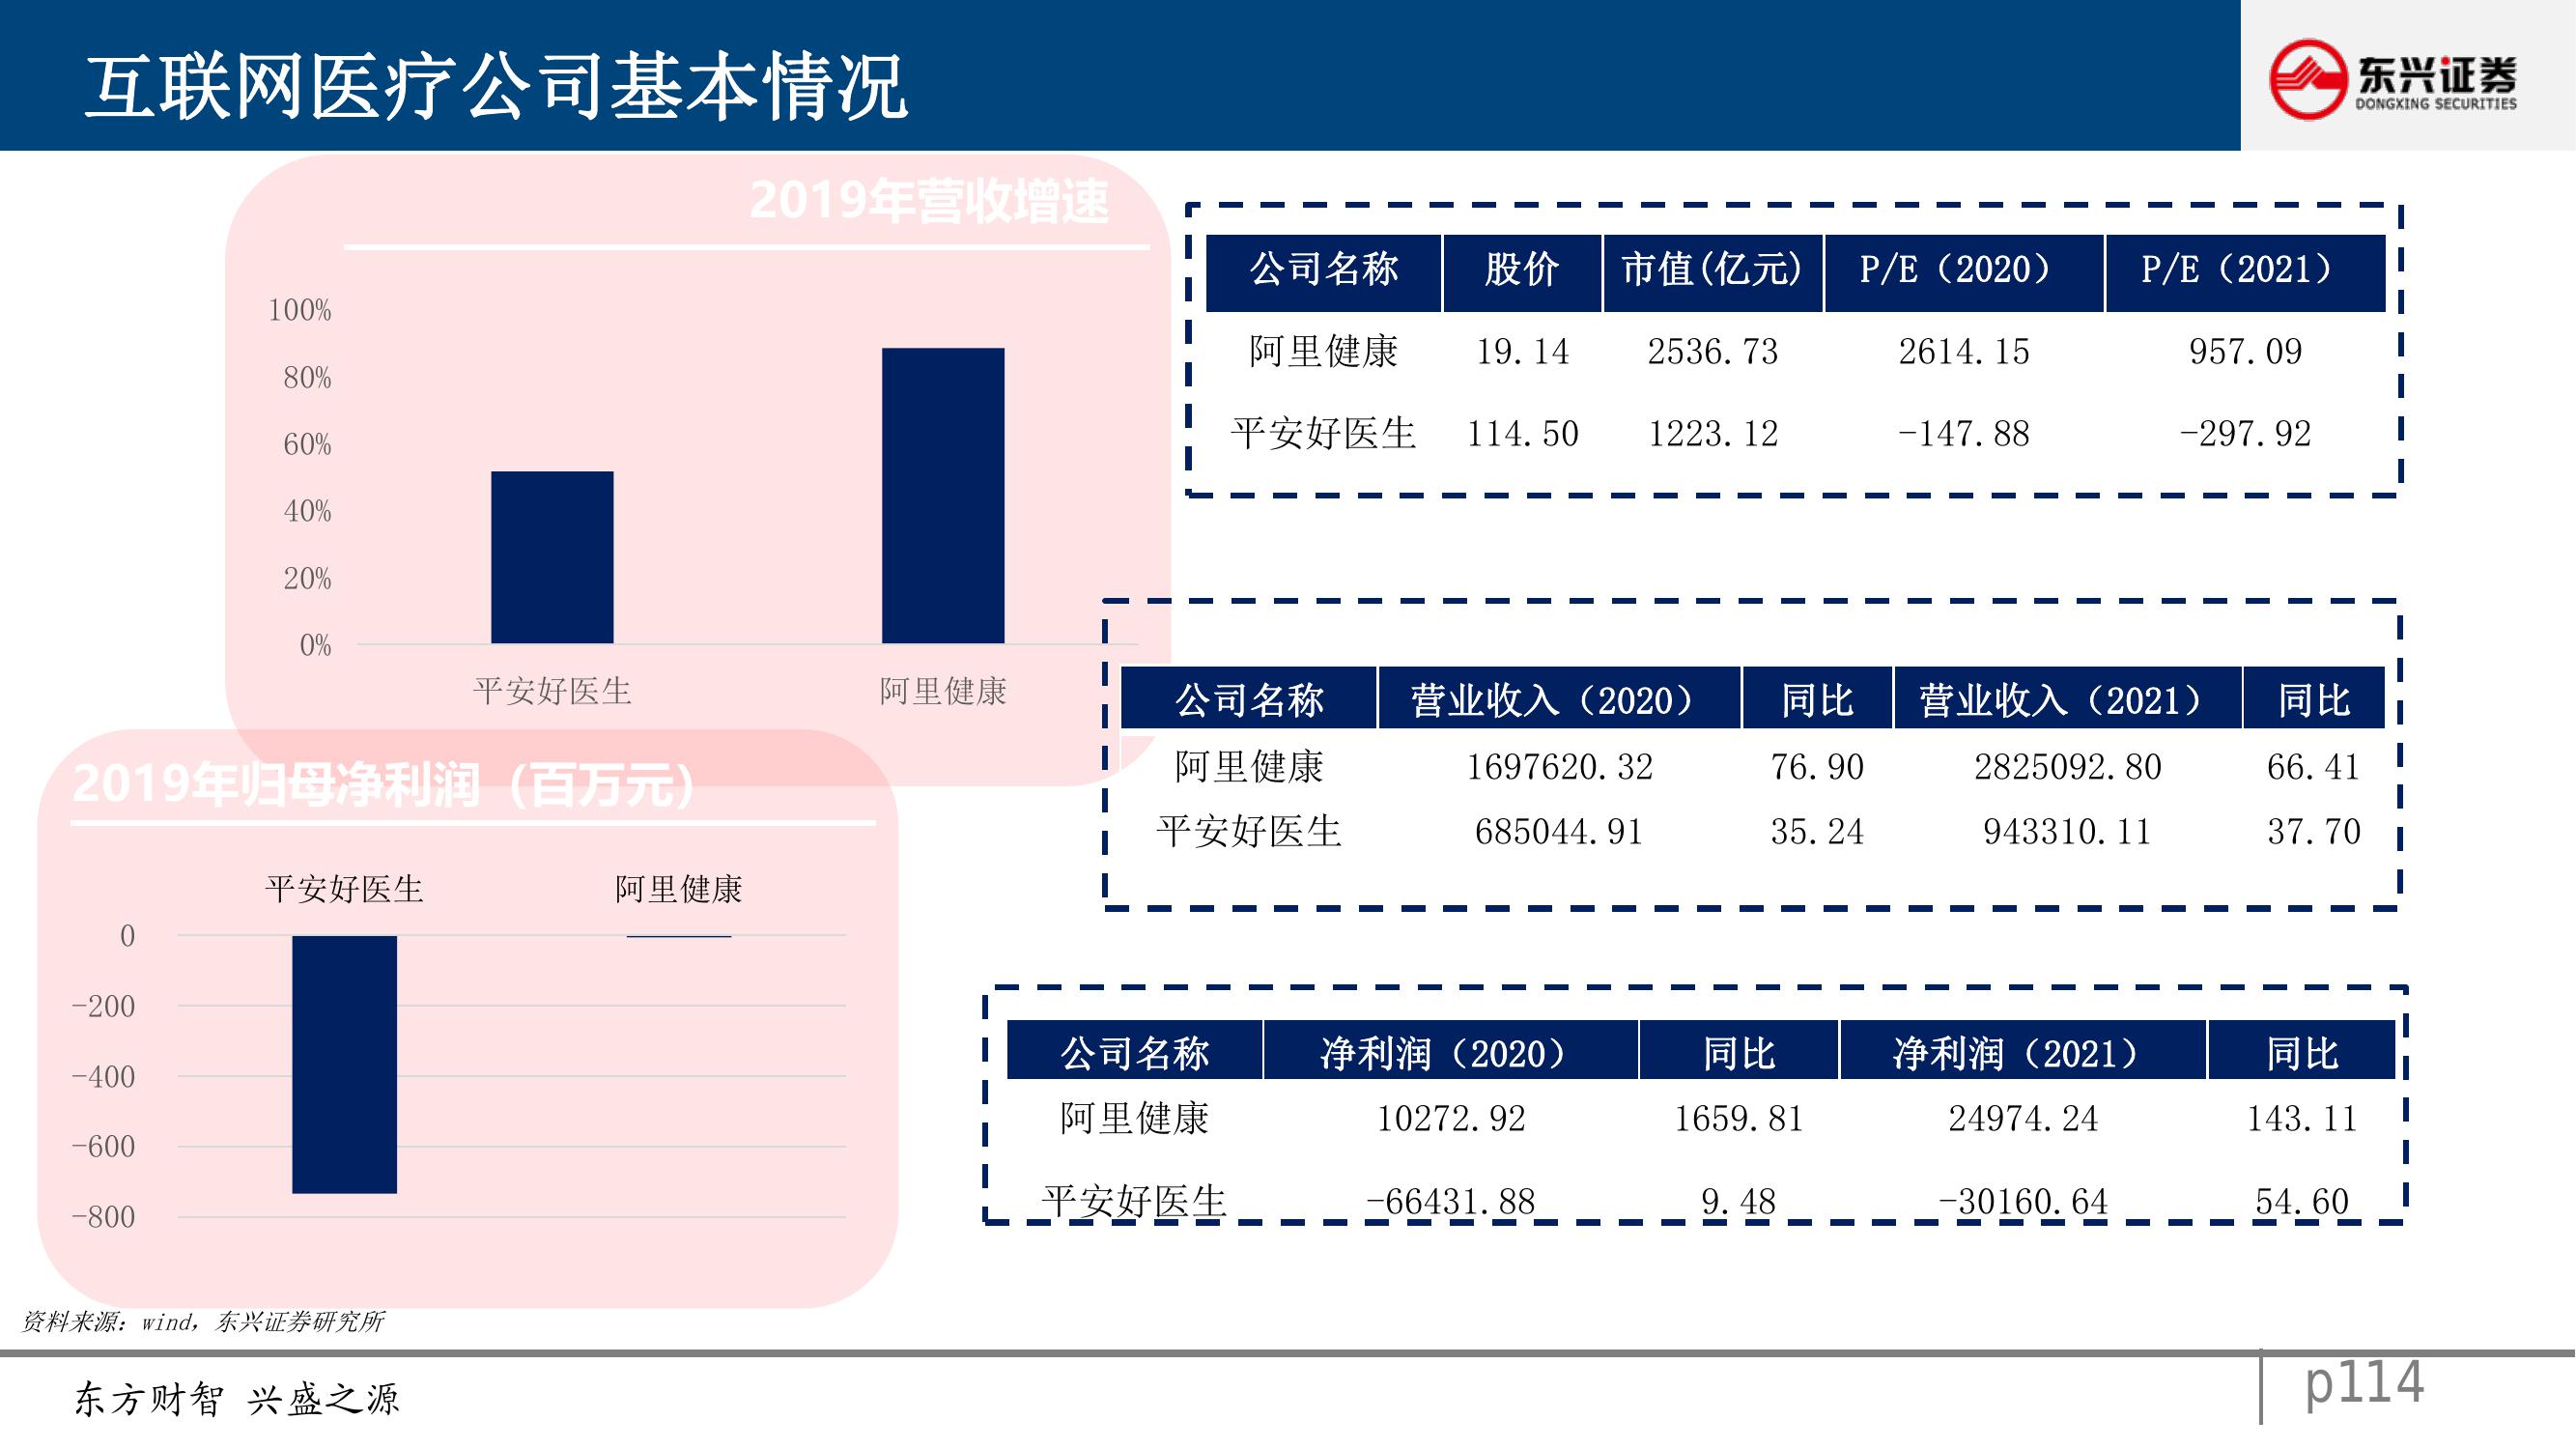 互联网医疗公司基本情况
东兴证券
DONGXING SECURITIES
2019年营收增速
100%
80%
60%
40%
20%
0%
平安好医生 阿里健康
2019年归母净利润（百万元）
平安好医生 阿里健康
0
-200
-400
-600
-800
公司名称 股价 市值(亿元) P/E（2020） P/E（2021）
阿里健康 19.14 2536.73 2614.15 957.09
平安好医生 114.50 1223.12 -147.88 -297.92
公司名称 营业收入（2020） 同比 营业收入（2021） 同比
阿里健康 1697620.32 76.90 2825092.80 66.41
平安好医生 685044.91 35.24 943310.11 37.70
公司名称 净利润（2020） 同比 净利润（2021） 同比
阿里健康 10272.92 1659.81 24974.24 143.11
平安好医生 -66431.88 9.48 -30160.64 54.60
资料来源：wind，东兴证券研究所
东方财智 兴盛之源
p114